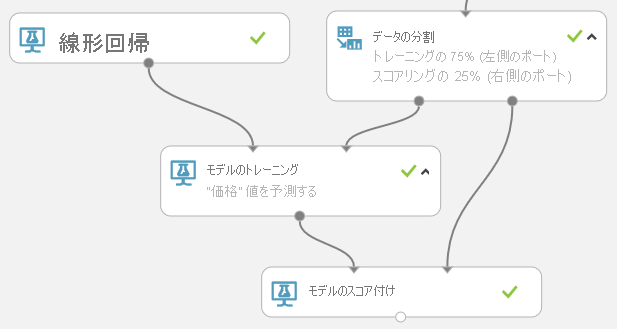 線形回帰
データの分割
トレーニングの 75% (左側のポート)
スコアリングの 25% (右側のポート)
モデルのトレーニング
"価格" 値を予測する
モデルのスコア付け